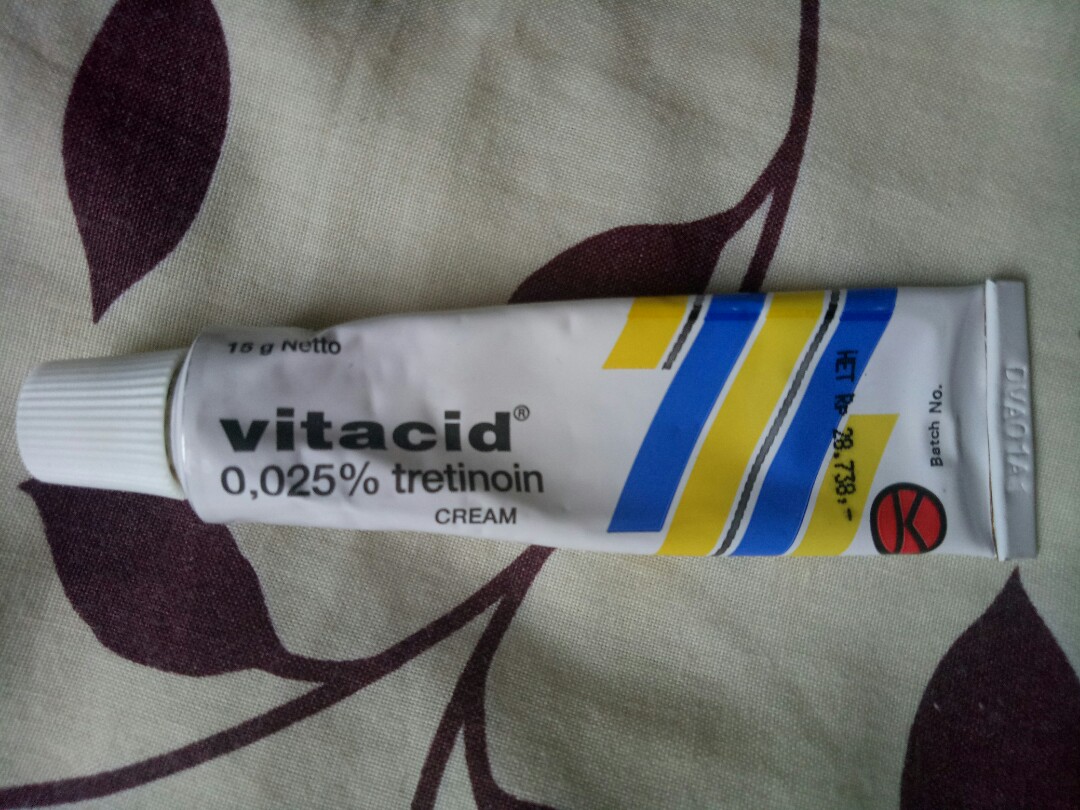 15 g Netto
vitacid®
0,025% tretinoin
CREAM
HET Rp 28.738,-
Batch No.
K